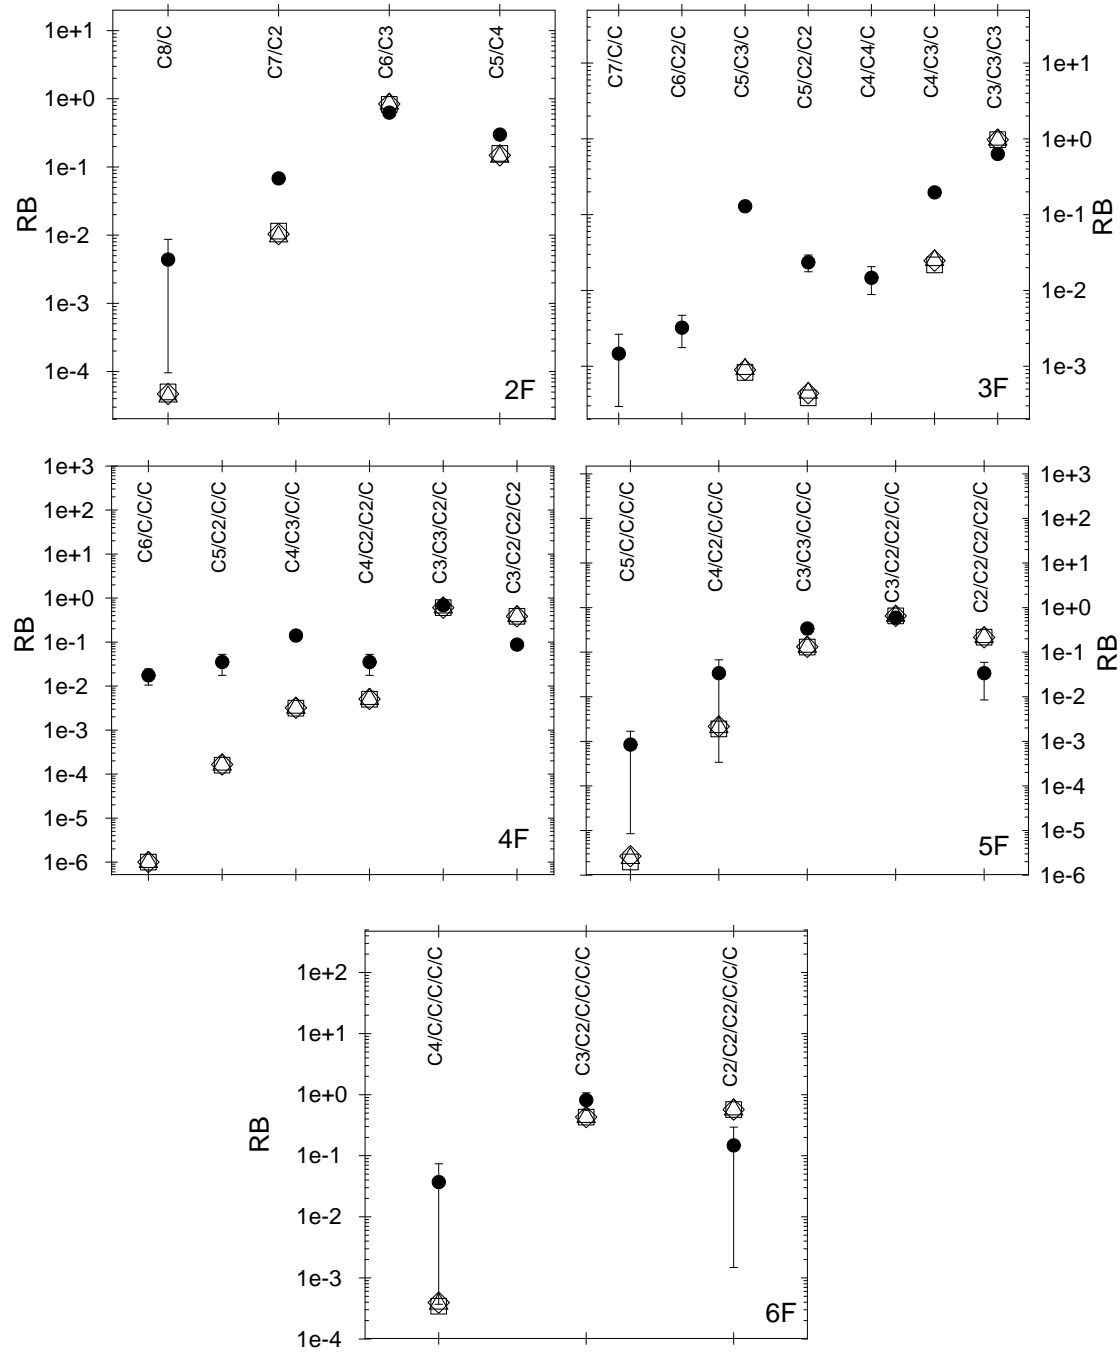 C8/C
C7/C2
C6/C3
C5/C4
1e+1
1e+0
1e-1
1e-2
1e-3
1e-4
RB
2F
C7/C/C
C6/C2/C
C5/C3/C
C5/C2/C2
C4/C4/C
C4/C3/C
C3/C3/C3
1e+1
1e+0
1e-1
1e-2
1e-3
RB
3F
1e+3
1e+2
1e+1
1e+0
1e-1
1e-2
1e-3
1e-4
1e-5
1e-6
RB
C6/C/C/C
C5/C2/C/C
C4/C3/C/C
C4/C2/C2/C
C3/C3/C2/C
C3/C2/C2/C2
4F
C5/C/C/C/C
C4/C2/C/C/C
C3/C3/C/C/C
C3/C2/C2/C/C
C2/C2/C2/C2/C
1e+3
1e+2
1e+1
1e+0
1e-1
1e-2
1e-3
1e-4
1e-5
1e-6
RB
5F
1e+2
1e+1
1e+0
1e-1
1e-2
1e-3
1e-4
RB
C4/C/C/C/C/C
C3/C2/C/C/C/C
C2/C2/C2/C/C/C
6F